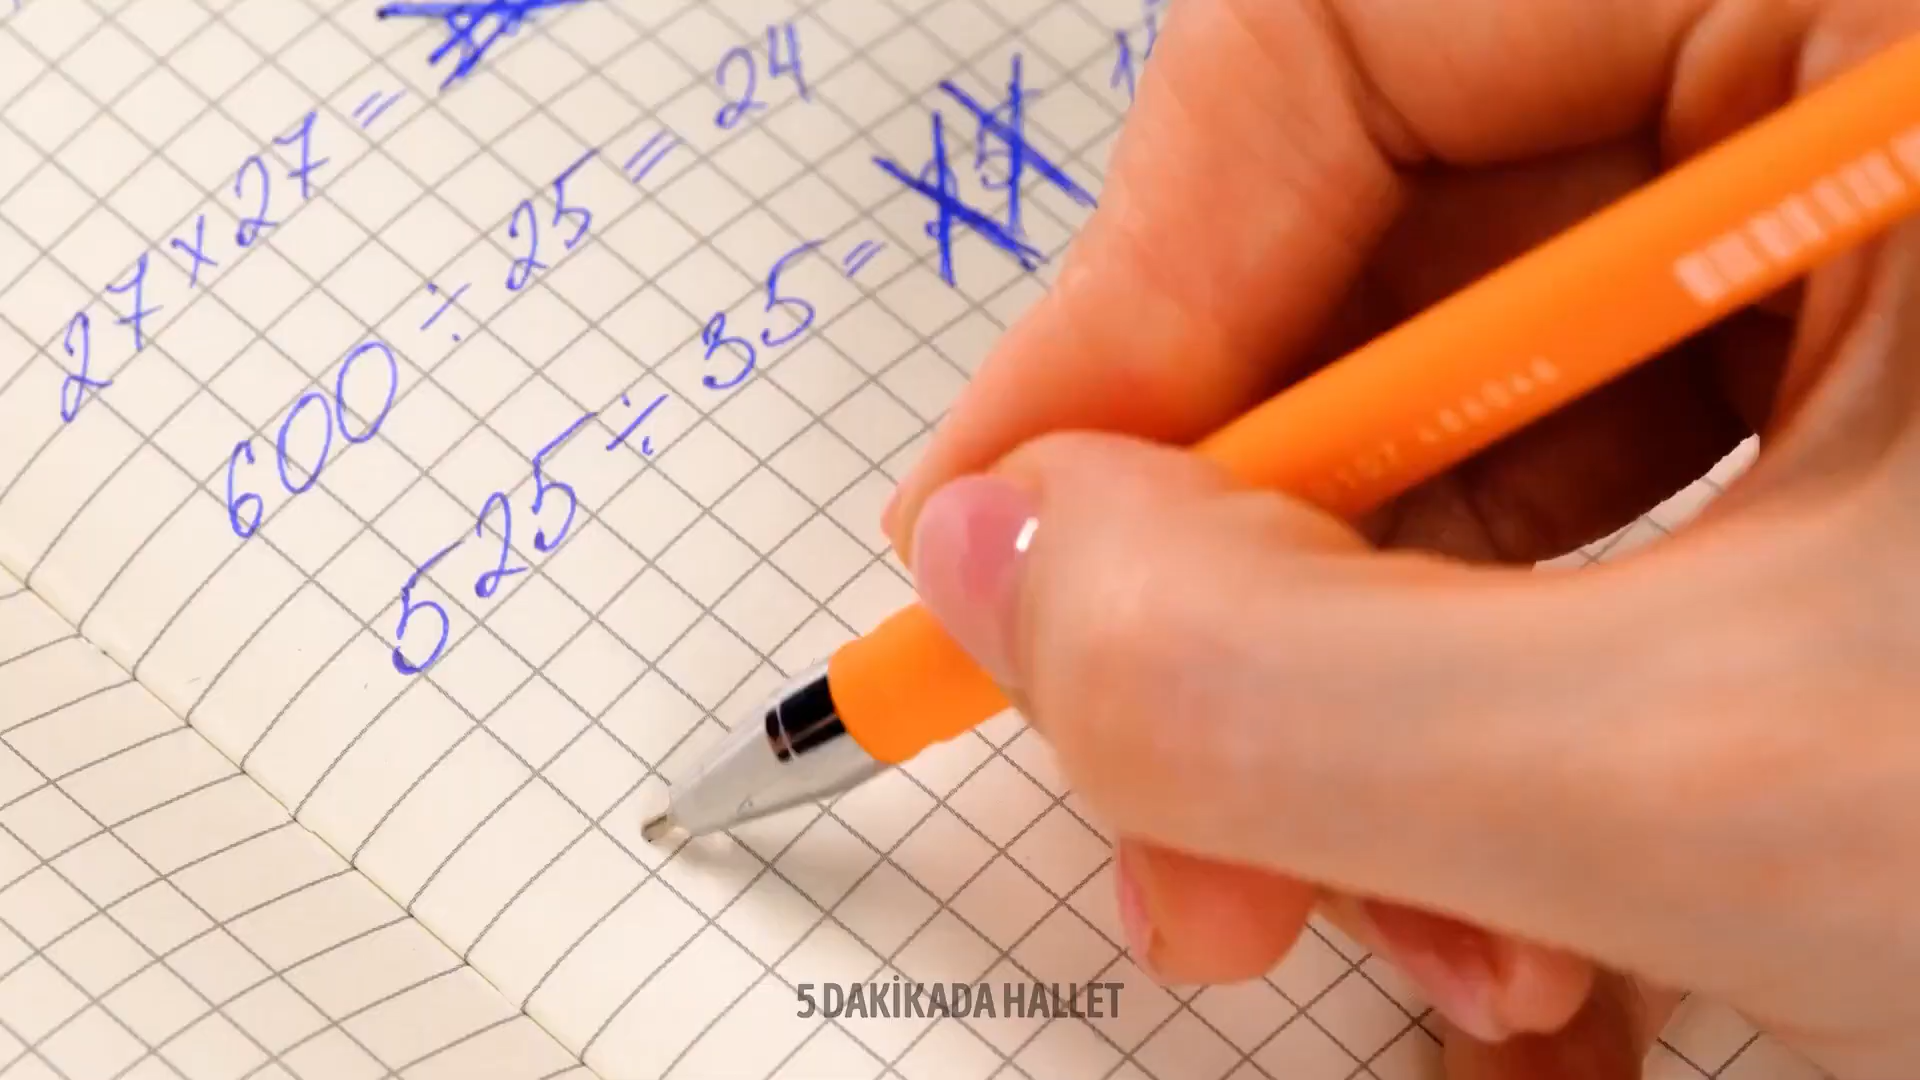 27 x 27 =
600 ÷ 25 = 24
525 ÷ 35 =
5 DAKİKADA HALLET